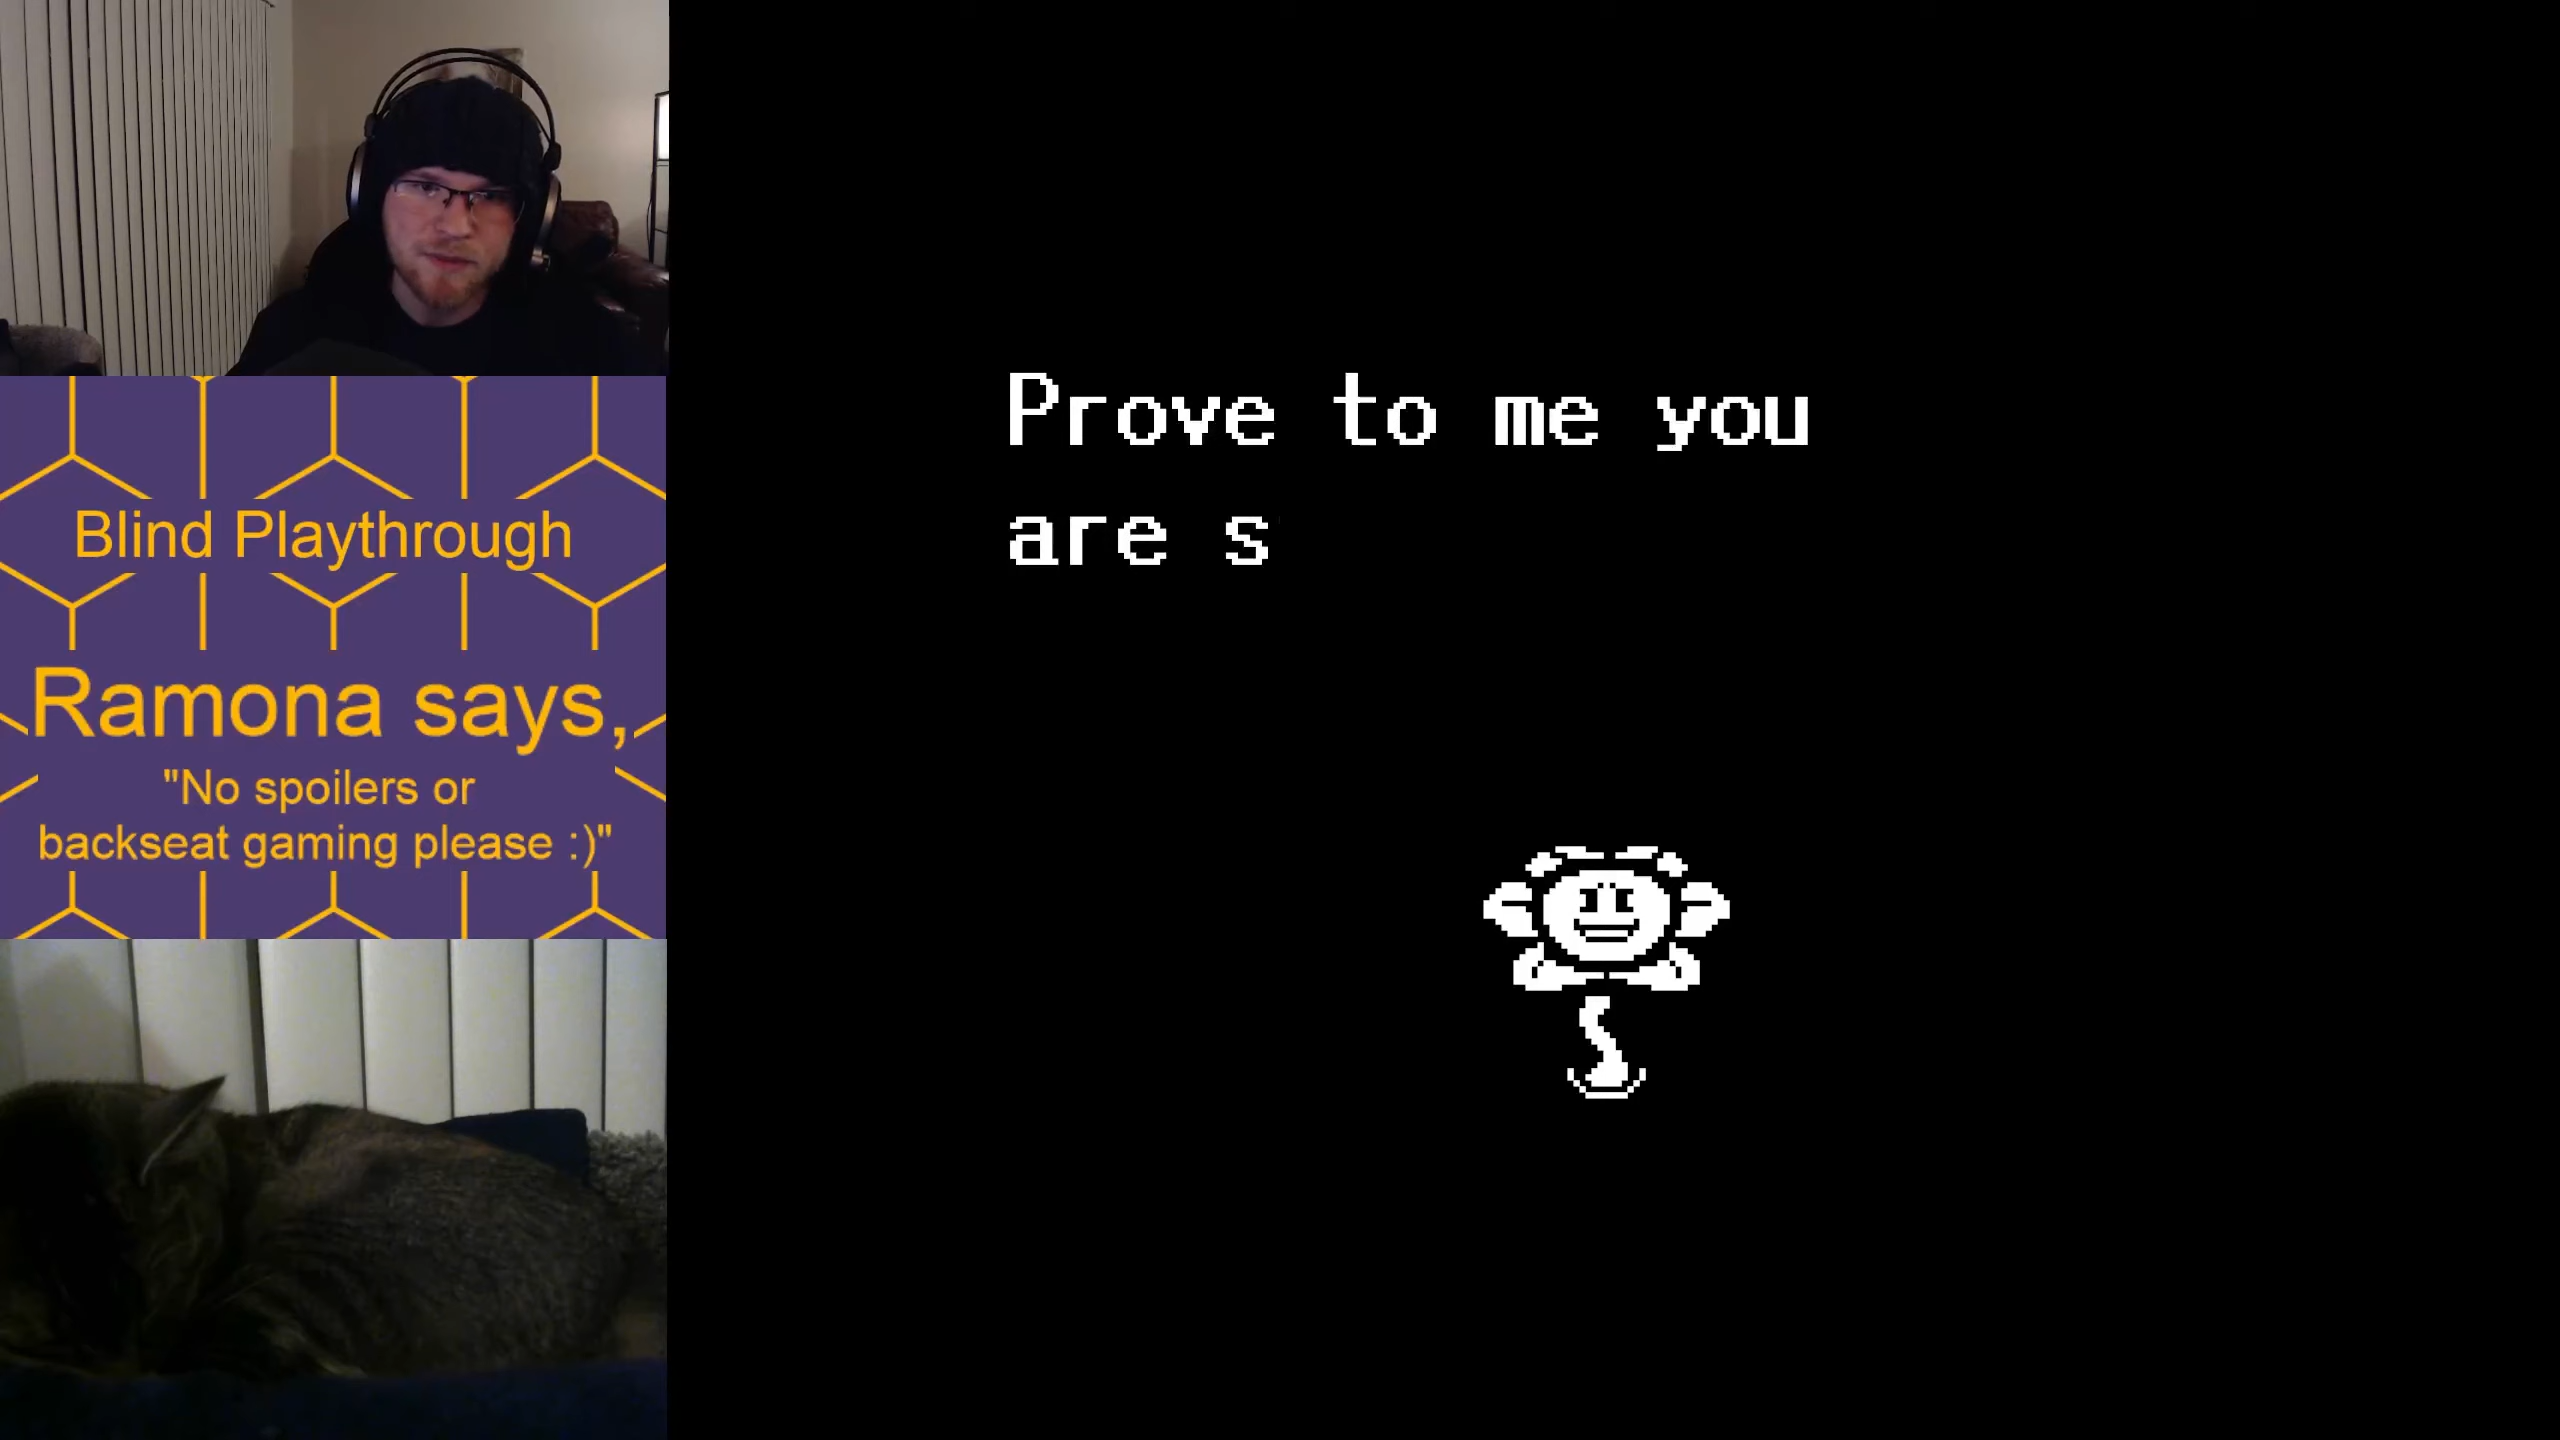 Blind Playthrough
Ramona says,
"No spoilers or
backseat gaming please :)"
Prove to me you
are s